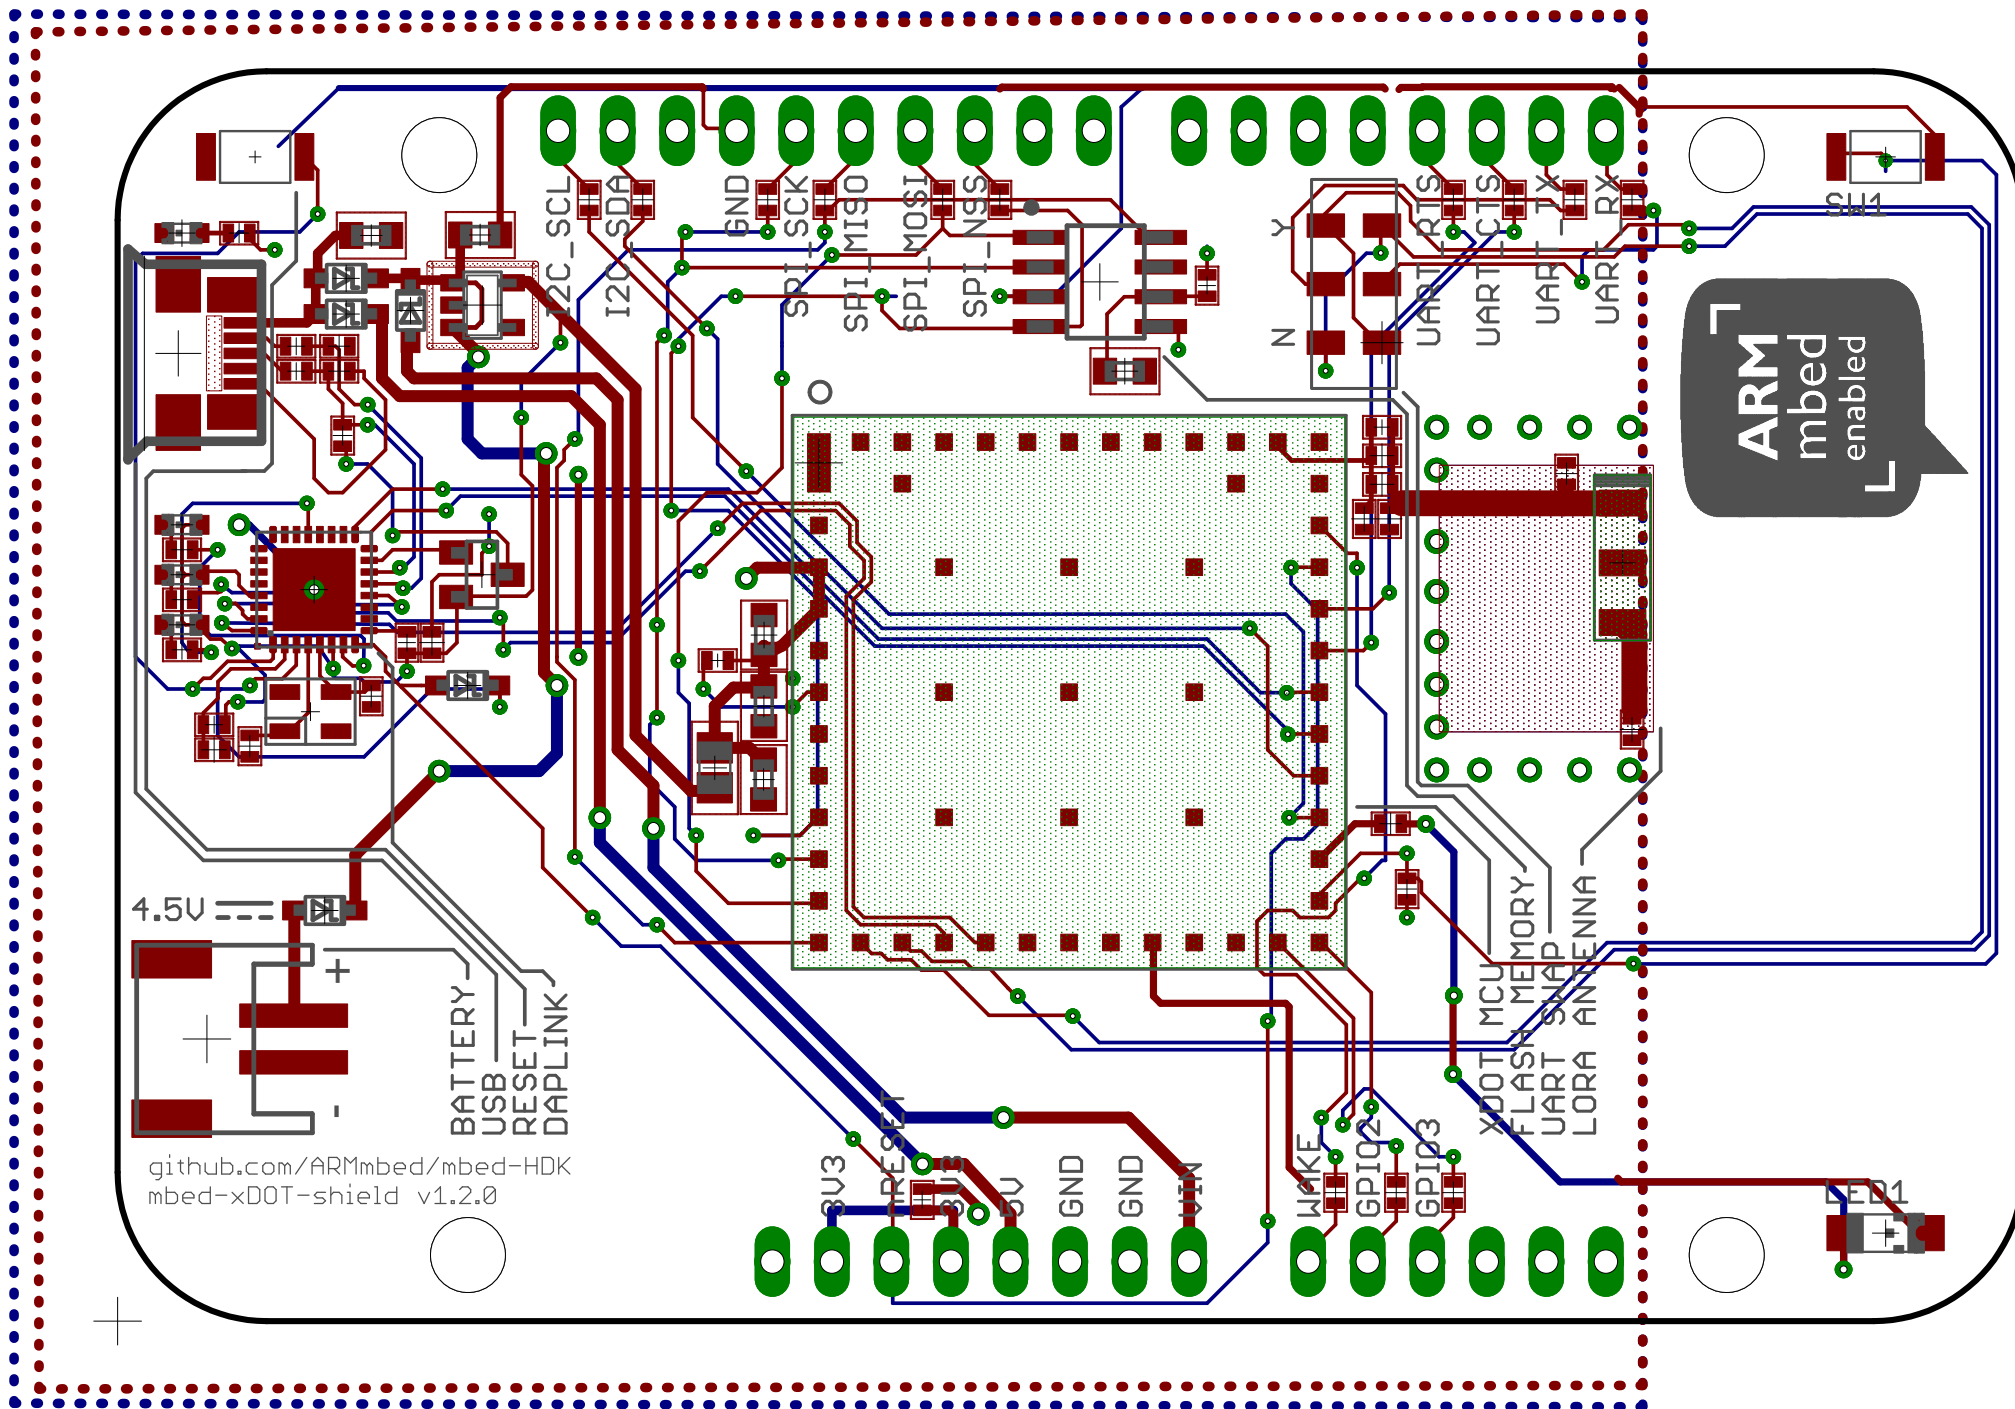 I2C_SCL
I2C_SDA
GND
SPI_SCK
SPI_MISO
SPI_MOSI
SPI_NSS
Y
N
UART_RTS
UART_CTS
UART_TX
UART_RX
SW1
ARM
mbed
enabled
4.5V
+
-
BATTERY
USB
RESET
DAPLINK
XDOT MCU
FLASH MEMORY
UART SWAP
LORA ANTENNA
github.com/ARMmbed/mbed-HDK
mbed-xDOT-shield v1.2.0
3V3
NRESET
3V3
5V
GND
GND
VIN
WAKE
GPIO2
GPIO3
LED1